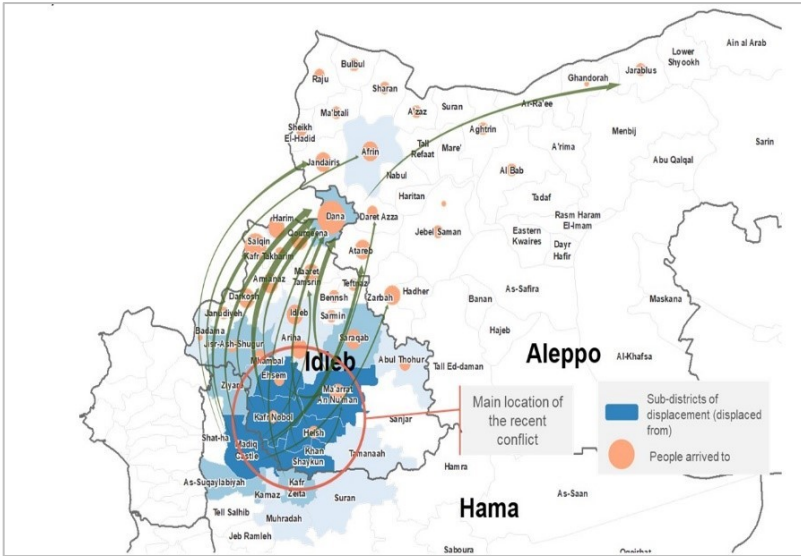 Ain al Arab
Bulbul
Lower
Shyookh
Raju
Jarablus
Ghandorah
Sharan
Ma'btali
A'zaz
Suran
Ar-Ra'ee
Sheikh
El-Hadid
Aghtrin
Menbij
Sarin
Afrin
Tall
Refaat
Mare'
A'rima
Jandairis
Abu Qalqal
Nabul
Al Bab
Haritan
Tadaf
Harim
Dana
Daret Azza
Rasm Haram
El-Imam
Qourqeena
Jebel Saman
Eastern
Kwaires
Salqin
Dayr
Hafir
Kafr Takharim
Atareb
Armanaz
Maaret
Tamsrin
Teftnaz
Hadher
As-Safira
Darkosh
Bennsh
Zarbah
Banan
Maskana
Janudiyeh
Idleb
Sarmin
Badama
Hajeb
Ariha
Saraqab
Jisr-Ash-Shugur
Idleb
Aleppo
Mhambal
Abul Thohur
Tall Ed-daman
Al-Khafsa
Ehsem
Ziyara
Ma'arrat
An Nu'man
Main location of
the recent
conflict
Sub-districts of
displacement (displaced
from)
Kafr Nobol
Sanjar
Shat-ha
Heish
Madiq
Castle
Khan
Shaykun
Tamanaah
People arrived to
Hamra
As-Suqaylabiyah
Kafr
Zeita
Karnaz
Suran
As-Saan
Tell Salhib
Muhradah
Hama
Jeb Ramleh
Saboura